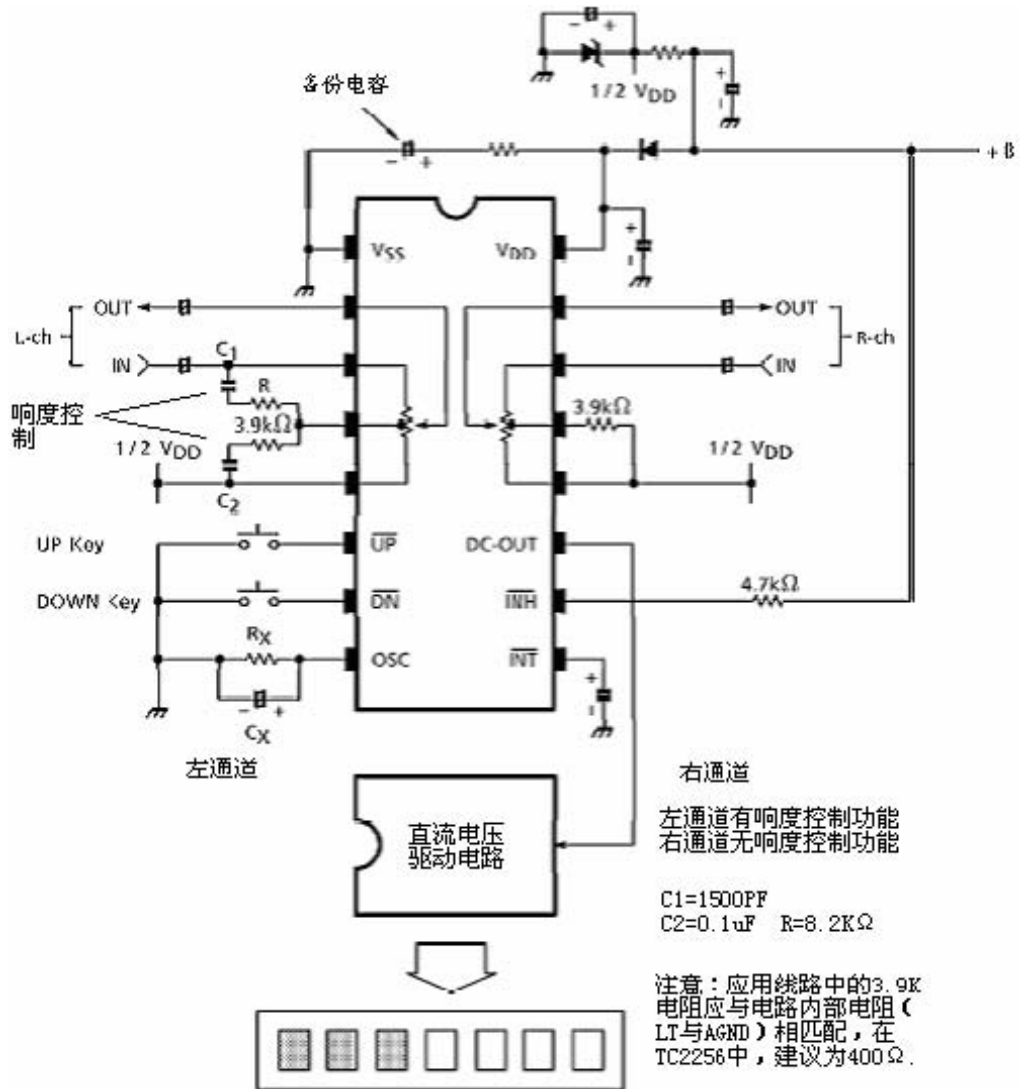 1/2 VDD
备份电容
+B
VSS
VDD
OUT
OUT
L-ch
R-ch
C1
IN
IN
R
响度控
制
3.9kΩ
3.9kΩ
1/2 VDD
1/2 VDD
C2
UP Key
UP
DC-OUT
4.7kΩ
DOWN Key
DN
INH
RX
OSC
INT
CX
左通道
右通道
直流电压
驱动电路
左通道有响度控制功能
右通道无响度控制功能
C1=1500PF
C2=0.1uF R=8.2KΩ
注意：应用线路中的3.9K
电阻应与电路内部电阻（
LT与AGND）相匹配，在
TC2256中，建议为400Ω.